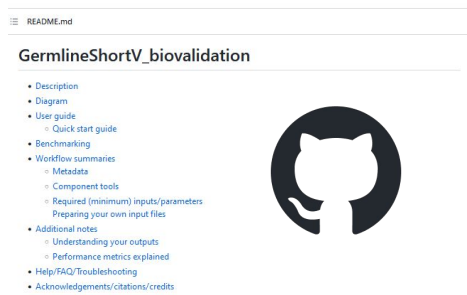 README.md
GermlineShortV_biovalidation
• Description
• Diagram
• User guide
◦ Quick start guide
• Benchmarking
• Workflow summaries
◦ Metadata
◦ Component tools
◦ Required (minimum) inputs/parameters
Preparing your own input files
• Additional notes
◦ Understanding your outputs
◦ Performance metrics explained
• Help/FAQ/Troubleshooting
• Acknowledgements/citations/credits